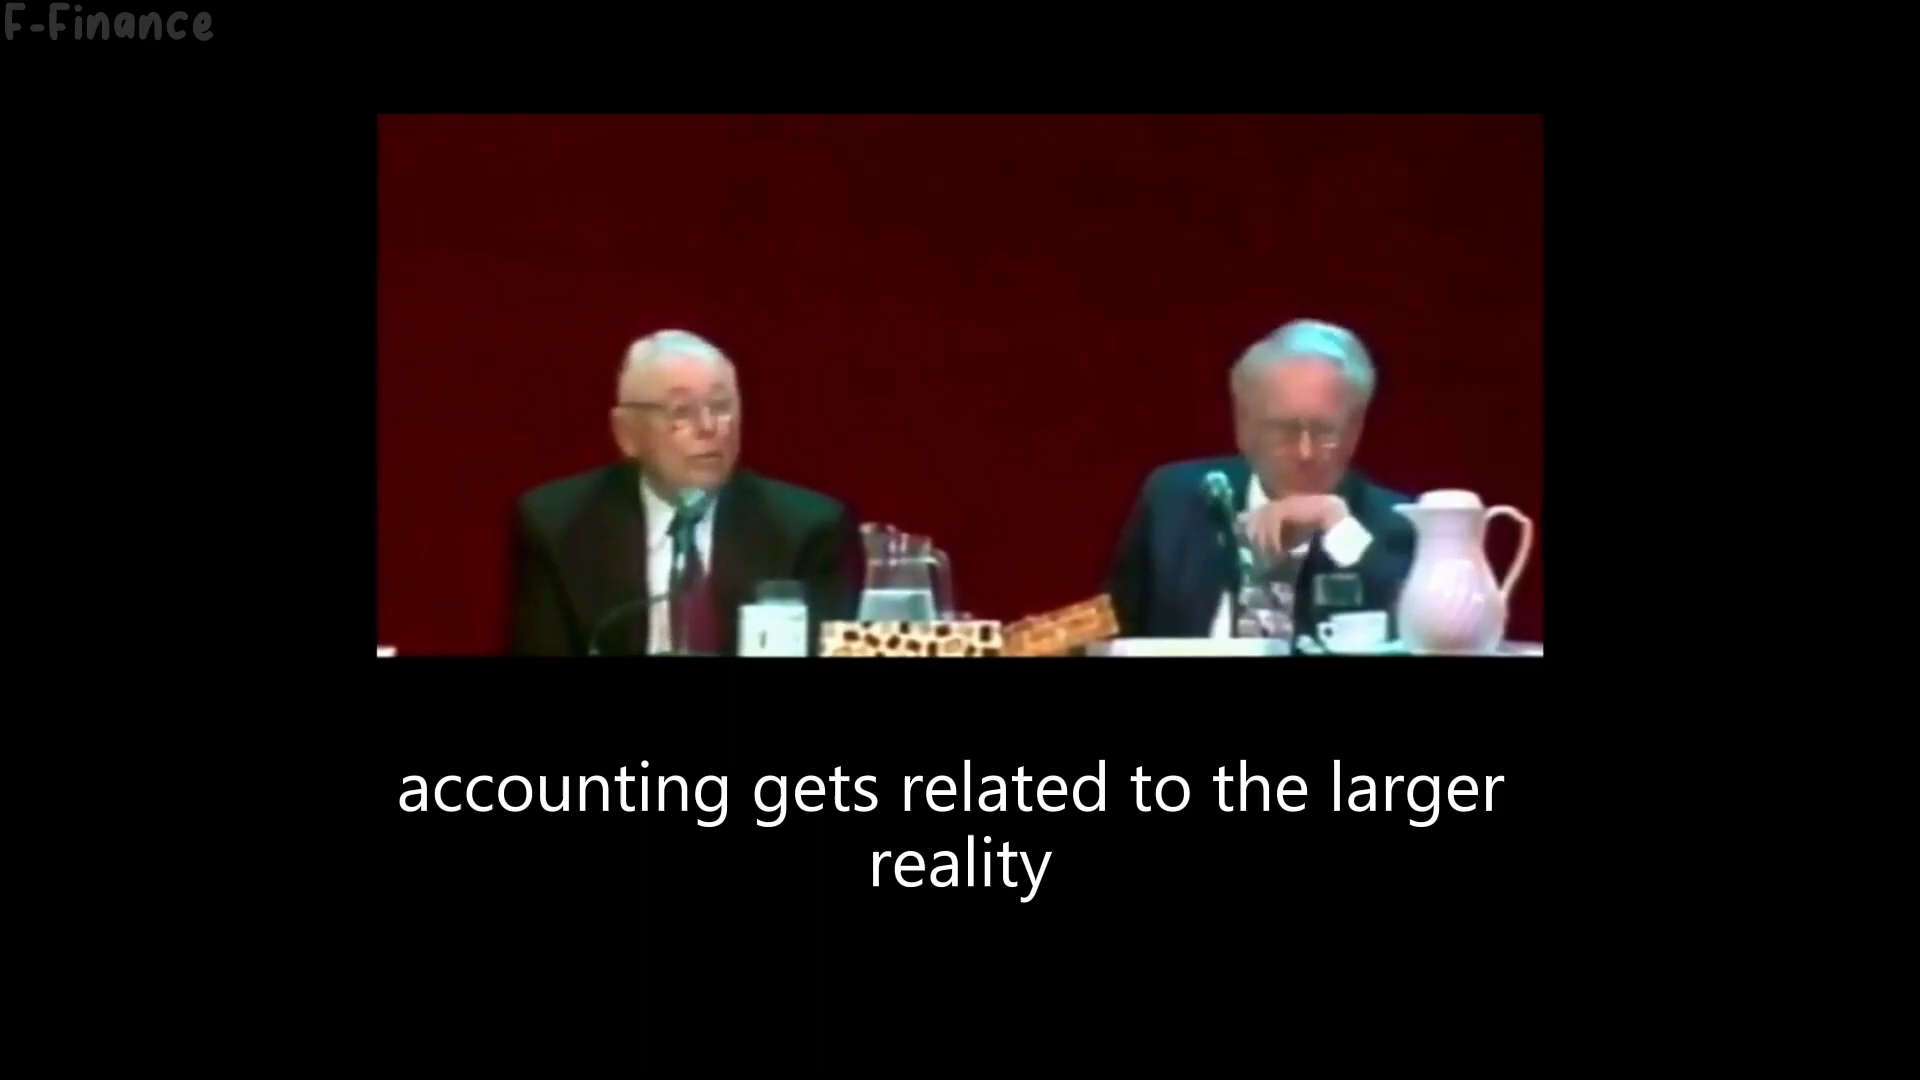 F-Finance
accounting gets related to the larger
reality